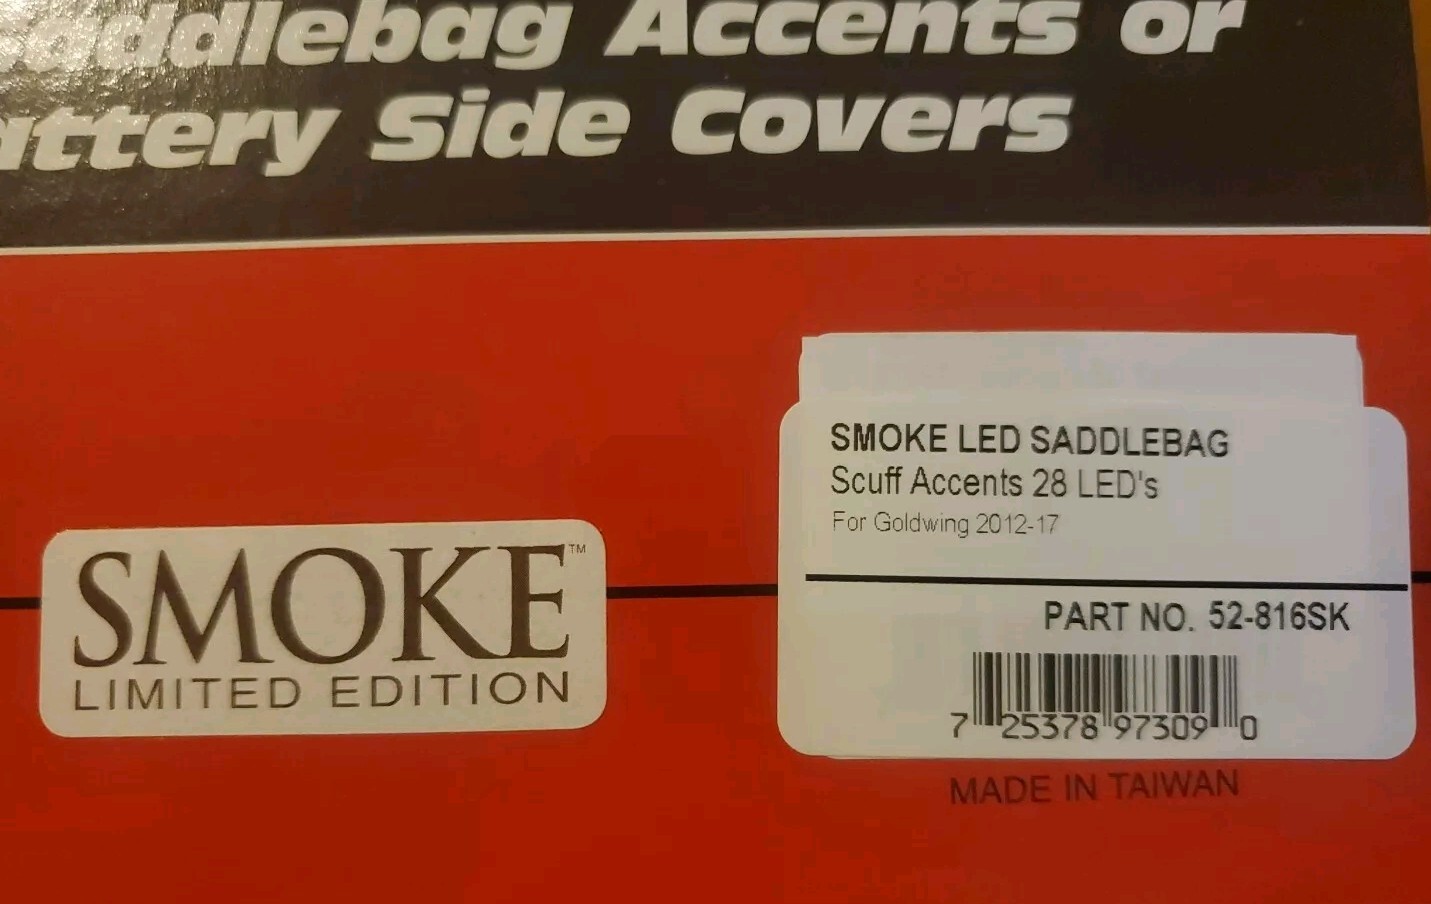 Saddlebag Accents or
Battery Side Covers
SMOKE LED SADDLEBAG
Scuff Accents 28 LED's
For Goldwing 2012-17
SMOKE™
LIMITED EDITION
PART NO. 52-816SK
7 25378 97309 0
MADE IN TAIWAN